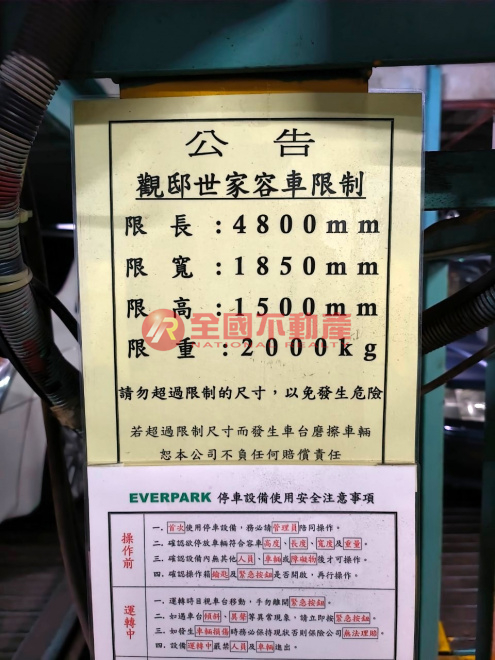 公告
觀邸世家容車限制
限長:4800mm
限寬:1850mm
限高:1500mm
全國不動產
NATIONAL REALTY
限重:2000kg
請勿超過限制的尺寸，以免發生危險
若超過限制尺寸而發生車台磨擦車輛
恕本公司不負任何賠償責任
EVERPARK 停車設備使用安全注意事項
操作前
一. 首次使用停車設備，務必請管理員陪同操作。
二. 確認欲停放車輛符合容車高度、長度、寬度及重量。
三. 確認設備內無其他人員、車輛或障礙物後才可操作。
四. 確認操作箱鑰匙及緊急按鈕是否開啟，再行操作。
運轉中
一. 運轉時目視車台移動，手勿離開緊急按鈕。
二. 如遇車台傾斜、異聲等異常現象，請立即按緊急按鈕。
三. 如發生車輛損傷時務必保持現狀否則保險公司無法理賠。
四. 設備運轉中嚴禁人員及車輛進出。